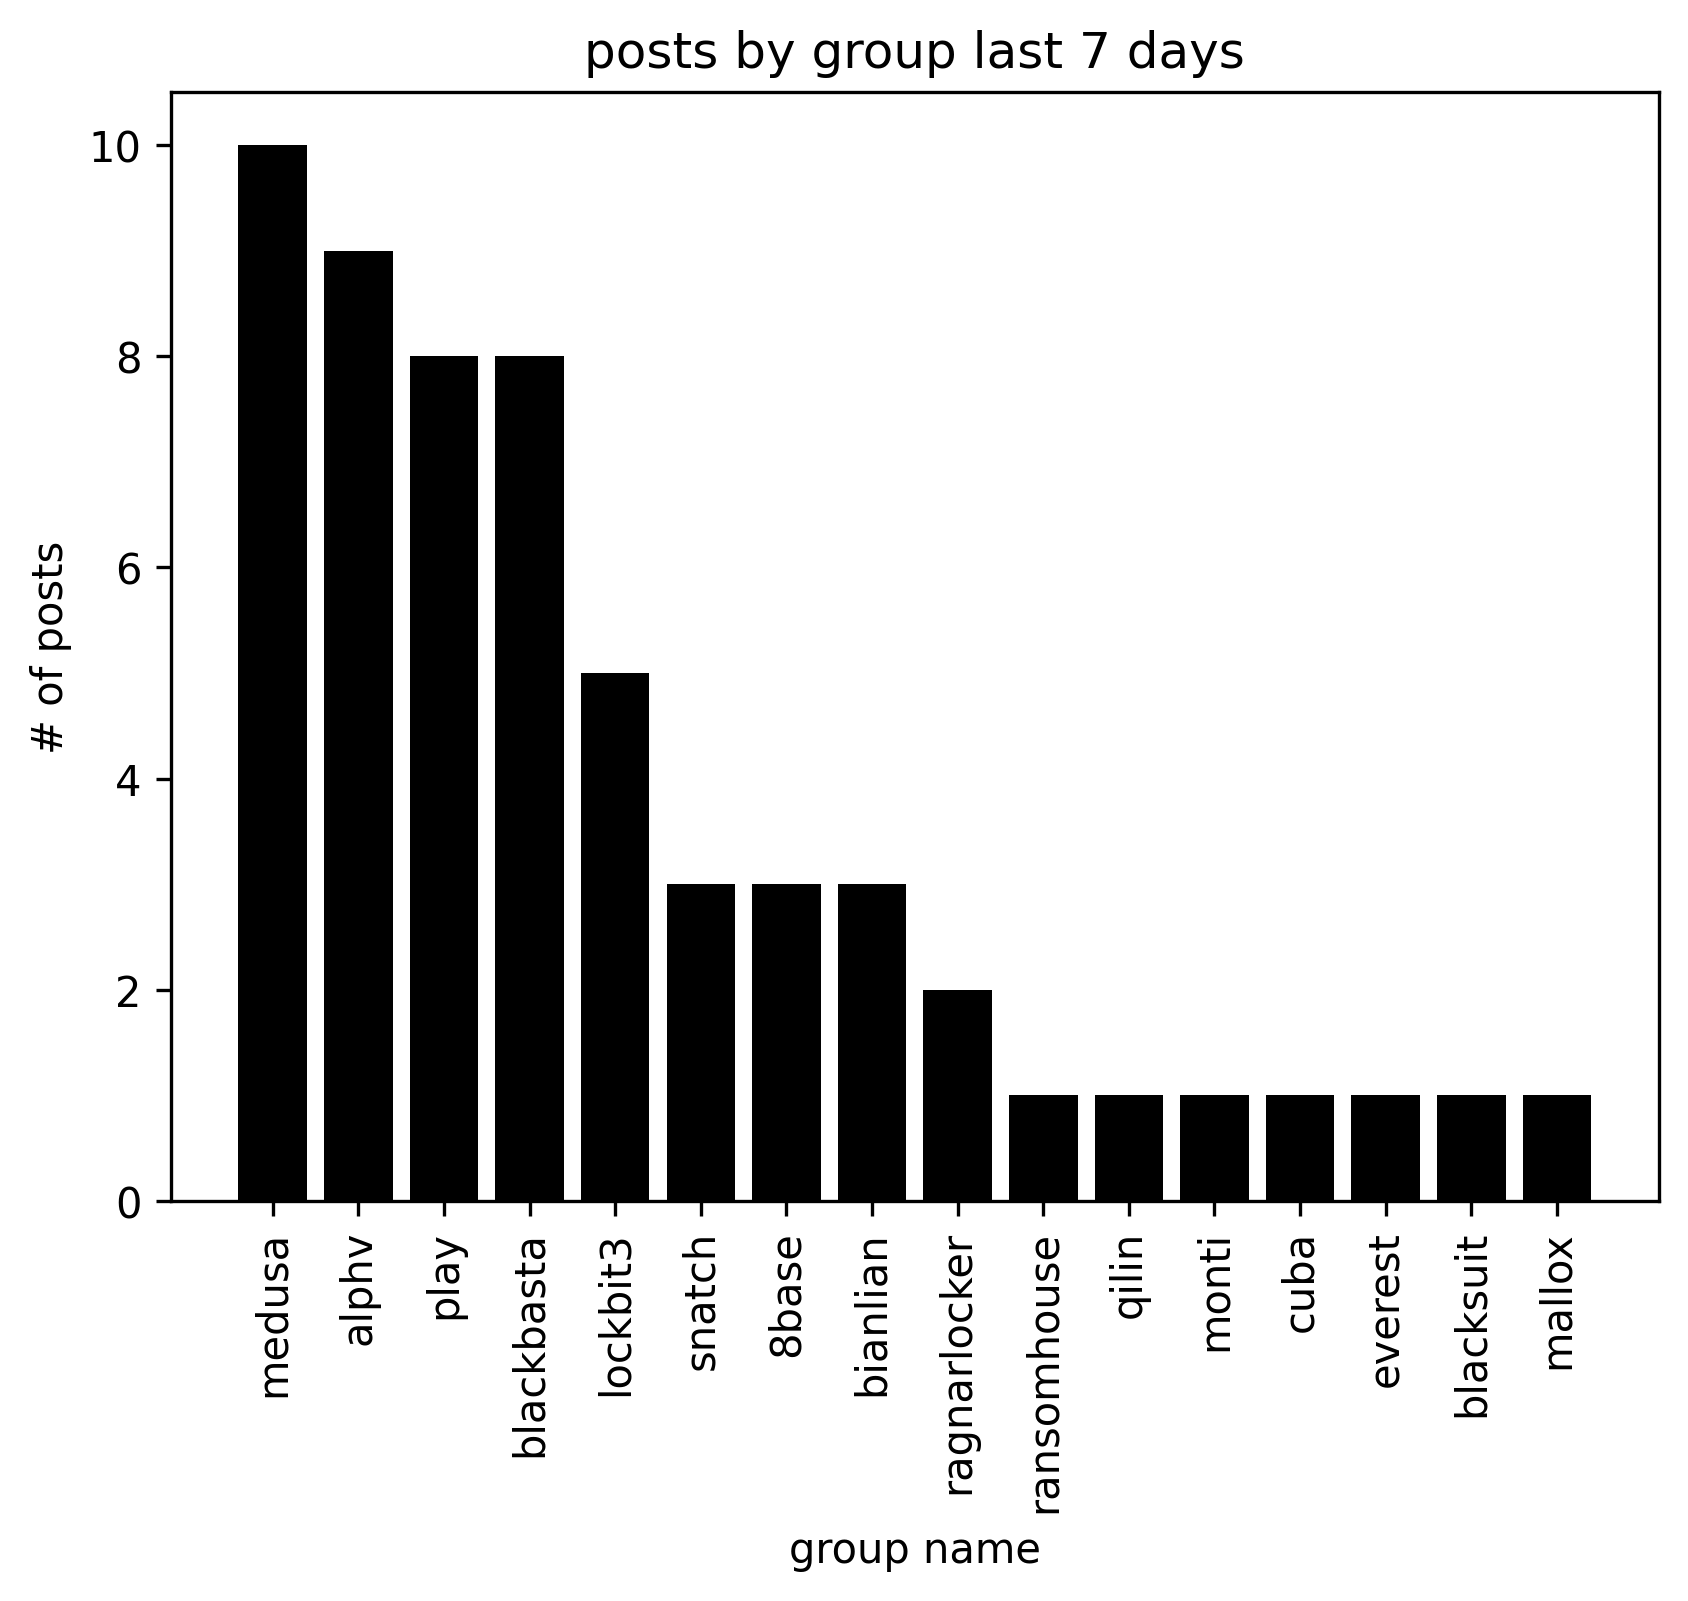 posts by group last 7 days
10
8
6
4
2
0
# of posts
medusa
alphv
play
blackbasta
lockbit3
snatch
8base
bianlian
ragnarlocker
ransomhouse
qilin
monti
cuba
everest
blacksuit
mallox
group name